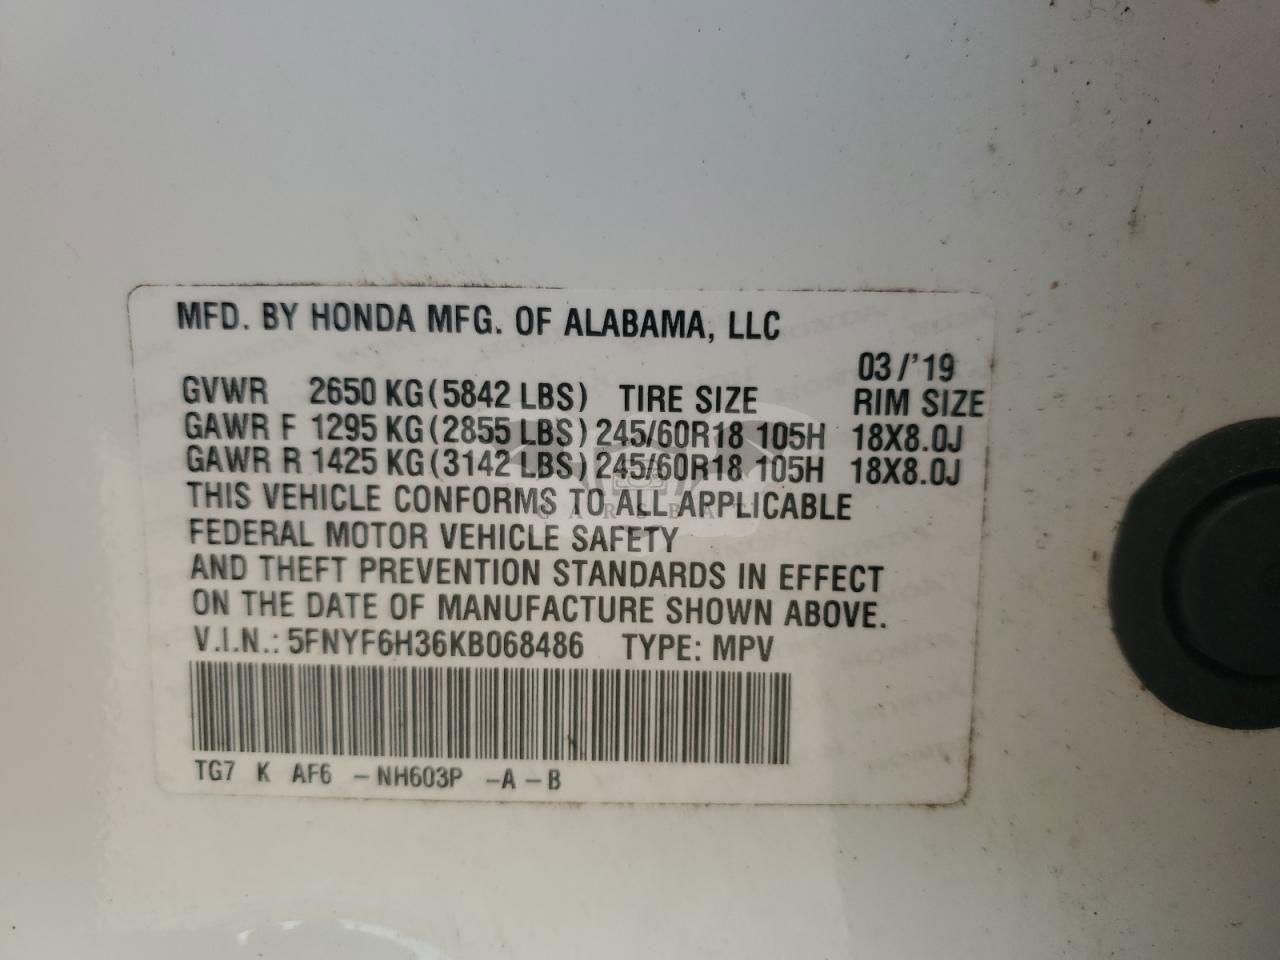 MFD. BY HONDA MFG. OF ALABAMA, LLC
03/'19
GVWR 2650 KG(5842 LBS) TIRE SIZE RIM SIZE
GAWR F 1295 KG(2855 LBS) 245/60R18 105H 18X8.0J
GAWR R 1425 KG(3142 LBS) 245/60R18 105H 18X8.0J
THIS VEHICLE CONFORMS TO ALL APPLICABLE
FEDERAL MOTOR VEHICLE SAFETY
AND THEFT PREVENTION STANDARDS IN EFFECT
ON THE DATE OF MANUFACTURE SHOWN ABOVE.
V.I.N.: 5FNYF6H36KB068486 TYPE: MPV
TG7 K AF6 -NH603P -A-B